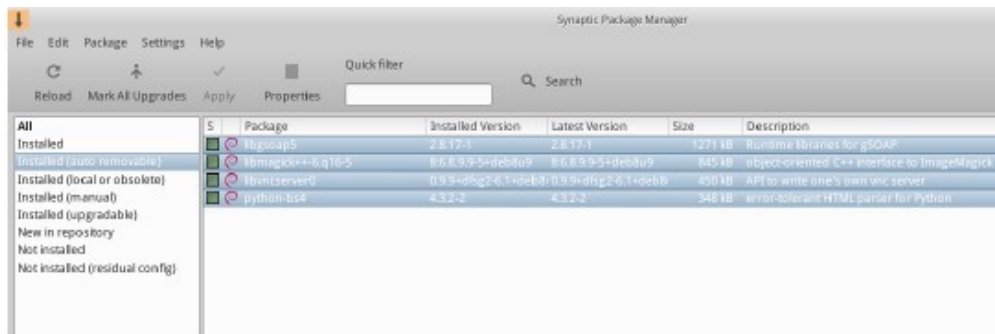 Synaptic Package Manager
File Edit Package Settings Help
Reload Mark All Upgrades Apply Properties Quick filter Search
All
Installed
Installed (auto removable)
Installed (local or obsolete)
Installed (manual)
Installed (upgradable)
New in repository
Not installed
Not installed (residual config)
S Package Installed Version Latest Version Size Description
libgsoap5 2.8.17-1 2.8.17-1 1271 kB Runtime libraries for gSOAP
libmagick++-6.q16-5 8:6.8.9.9-5+deb8u9 8:6.8.9.9-5+deb8u9 845 kB object-oriented C++ interface to ImageMagick
libvncserver0 0.9.9+dfsg2-6.1+deb8 0.9.9+dfsg2-6.1+deb8 450 kB API to write one's own vnc server
python-bs4 4.3.2-2 4.3.2-2 348 kB error-tolerant HTML parser for Python